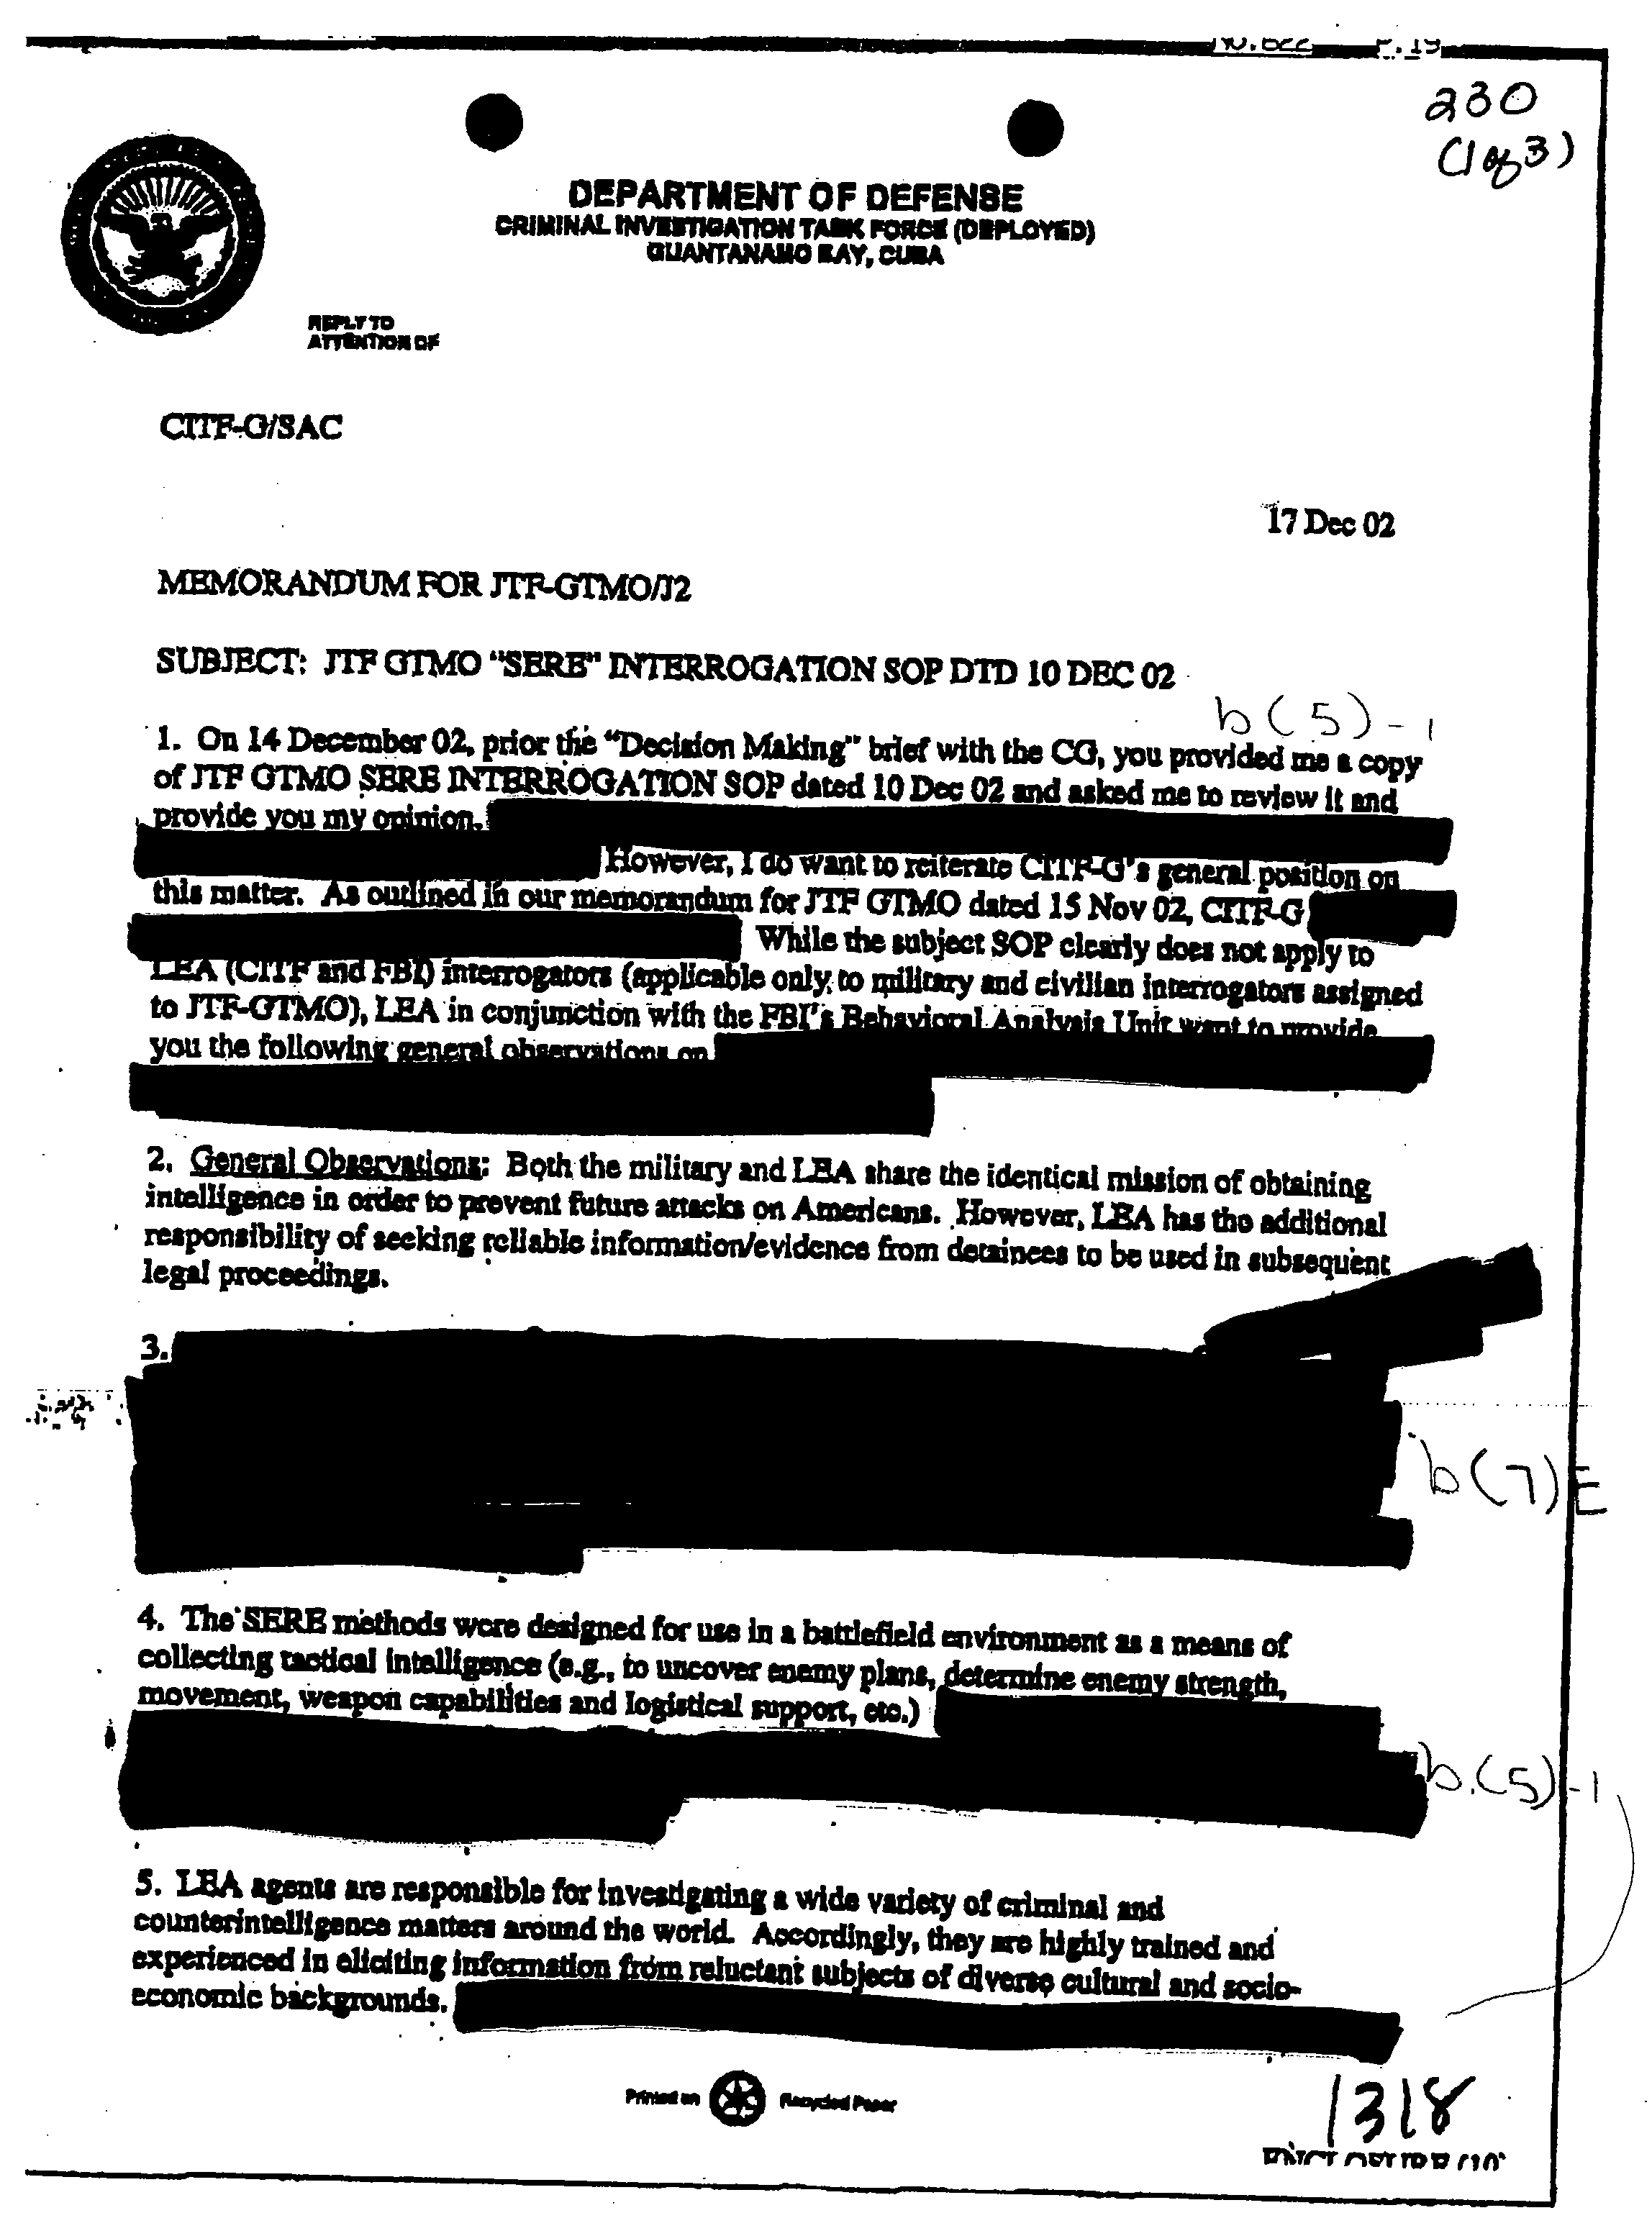 P. 19
230
(1 of 3)
DEPARTMENT OF DEFENSE
CRIMINAL INVESTIGATION TASK FORCE (DEPLOYED)
GUANTANAMO BAY, CUBA
REPLY TO
ATTENTION OF
CITF-G/SAC
17 Dec 02
MEMORANDUM FOR JTF-GTMO/J2
SUBJECT: JTF GTMO "SERE" INTERROGATION SOP DTD 10 DEC 02
b(5)-1
1. On 14 December 02, prior the "Decision Making" brief with the CG, you provided me a copy
of JTF GTMO SERE INTERROGATION SOP dated 10 Dec 02 and asked me to review it and
provide you my opinion.
However, I do want to reiterate CITF-G's general position on
this matter. As outlined in our memorandum for JTF GTMO dated 15 Nov 02, CITF-G
While the subject SOP clearly does not apply to
LEA (CITF and FBI) interrogators (applicable only to military and civilian interrogators assigned
to JTF-GTMO), LEA in conjunction with the FBI's Behavioral Analysis Unit want to provide
you the following general observations on
2. General Observations: Both the military and LEA share the identical mission of obtaining
intelligence in order to prevent future attacks on Americans. However, LEA has the additional
responsibility of seeking reliable information/evidence from detainees to be used in subsequent
legal proceedings.
3.
b(7)E
4. The SERE methods were designed for use in a battlefield environment as a means of
collecting tactical intelligence (e.g., to uncover enemy plans, determine enemy strength,
movement, weapon capabilities and logistical support, etc.)
b(5)-1
5. LEA agents are responsible for investigating a wide variety of criminal and
counterintelligence matters around the world. Accordingly, they are highly trained and
experienced in eliciting information from reluctant subjects of diverse cultural and socio-
economic backgrounds.
Printed on Recycled Paper
1318